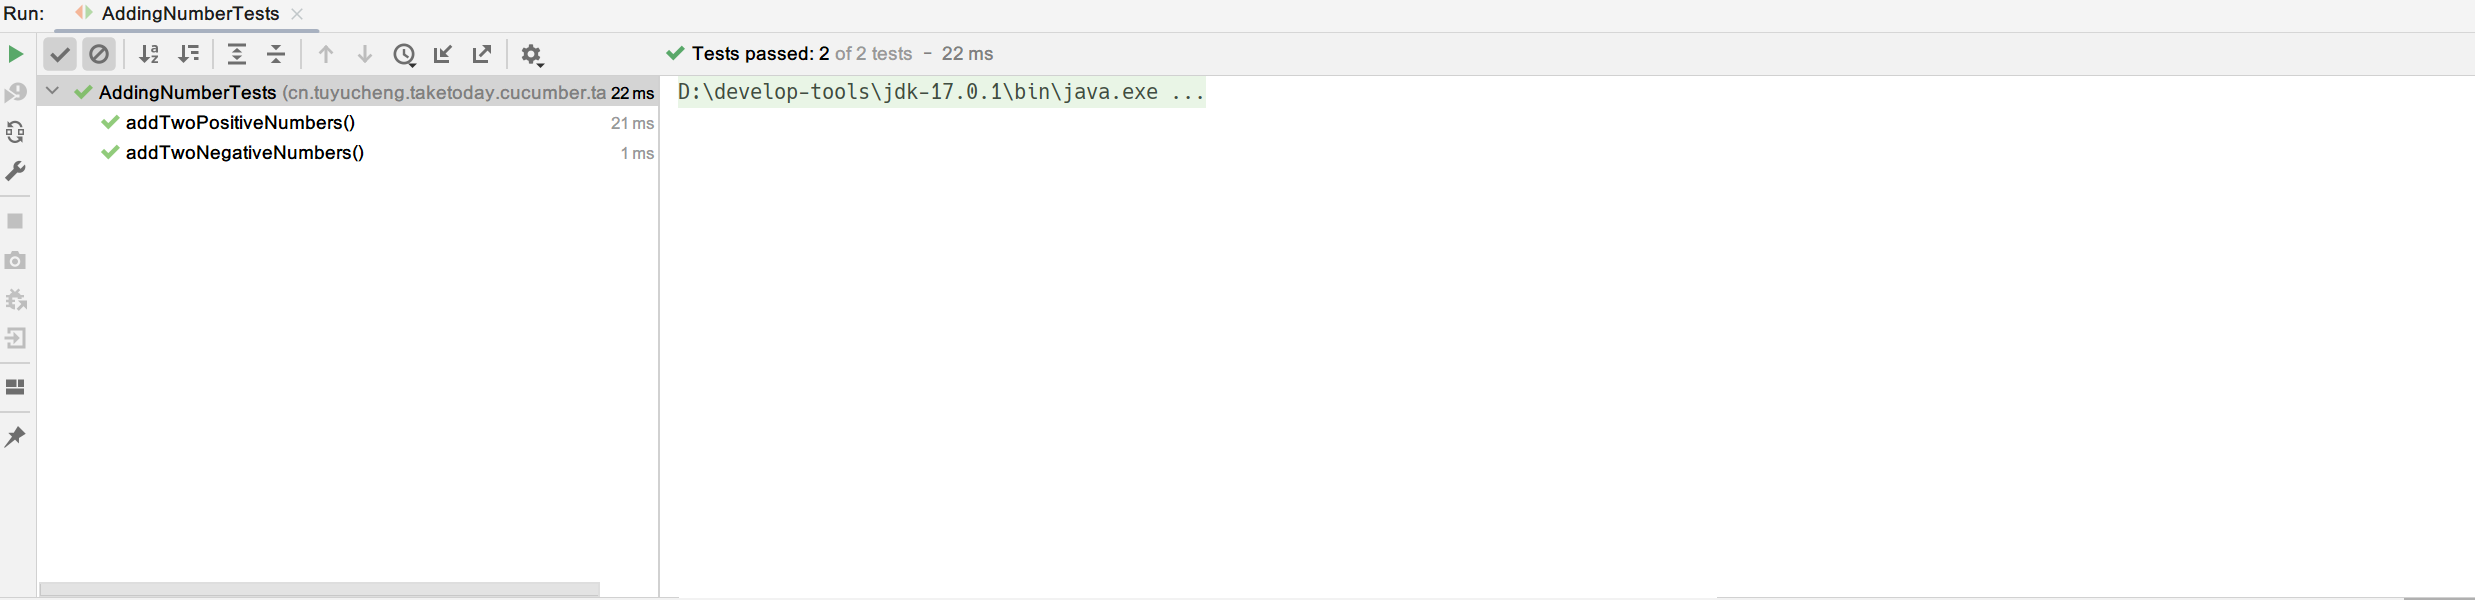 Run: AddingNumberTests
Tests passed: 2 of 2 tests – 22 ms
AddingNumberTests (cn.tuyucheng.taketoday.cucumber.ta 22 ms
addTwoPositiveNumbers() 21 ms
addTwoNegativeNumbers() 1 ms
D:\develop-tools\jdk-17.0.1\bin\java.exe ...